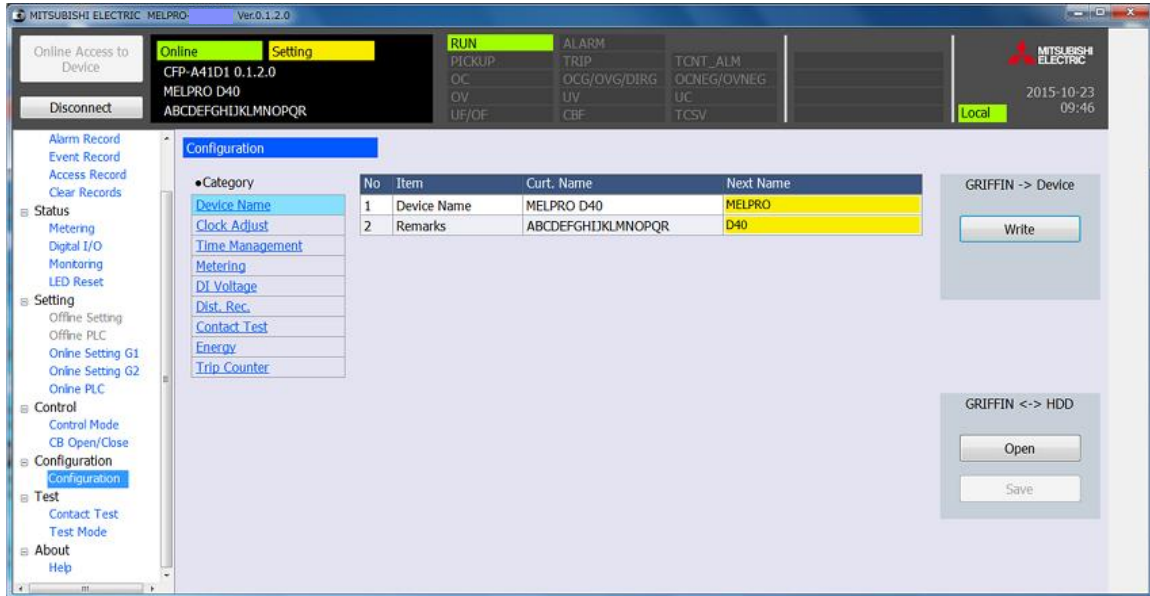 MITSUBISHI ELECTRIC MELPRO- Ver.0.1.2.0
Online Access to Device
Disconnect
Online Setting
CFP-A41D1 0.1.2.0
MELPRO D40
ABCDEFGHIJKLMNOPQR
RUN ALARM
PICKUP TRIP TCNT_ALM
OC OCG/OVG/DIRG OCNEG/OVNEG
OV UV UC
UF/OF CBF TCSV
MITSUBISHI
ELECTRIC
2015-10-23
Local 09:46
Alarm Record
Event Record
Access Record
Clear Records
Status
Metering
Digital I/O
Monitoring
LED Reset
Setting
Offline Setting
Offline PLC
Online Setting G1
Online Setting G2
Online PLC
Control
Control Mode
CB Open/Close
Configuration
Configuration
Test
Contact Test
Test Mode
About
Help
Configuration
●Category
Device Name
Clock Adjust
Time Management
Metering
DI Voltage
Dist. Rec.
Contact Test
Energy
Trip Counter
No Item Curt. Name Next Name
1 Device Name MELPRO D40 MELPRO
2 Remarks ABCDEFGHIJKLMNOPQR D40
GRIFFIN -> Device
Write
GRIFFIN <-> HDD
Open
Save